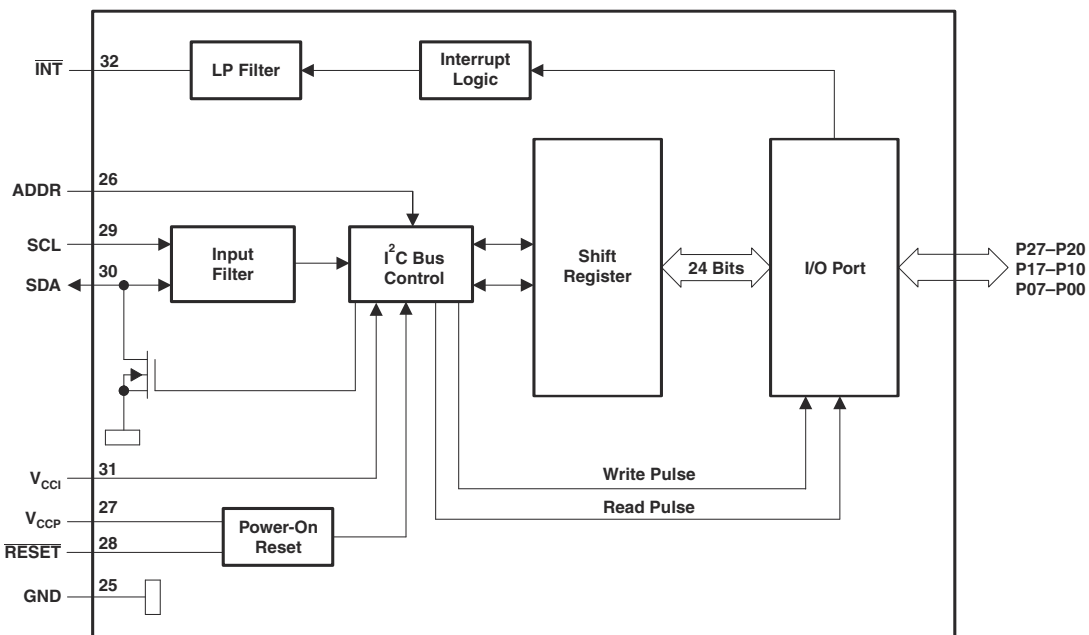 INT
32
LP Filter
Interrupt
Logic
ADDR
26
SCL
29
SDA
30
Input
Filter
I²C Bus
Control
Shift
Register
24 Bits
I/O Port
P27–P20
P17–P10
P07–P00
VCCI
31
Write Pulse
Read Pulse
VCCP
27
RESET
28
Power-On
Reset
GND
25